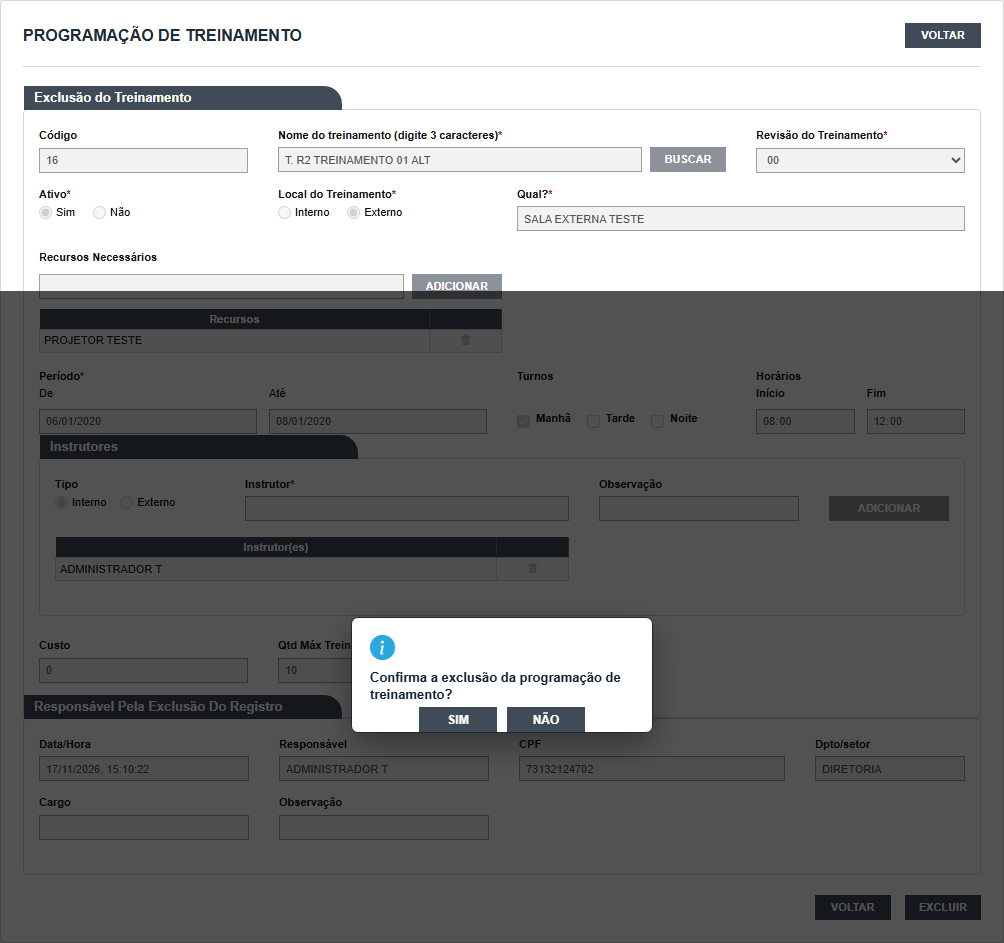 PROGRAMAÇÃO DE TREINAMENTO
VOLTAR
Exclusão do Treinamento
Código
Nome do treinamento (digite 3 caracteres)*
Revisão do Treinamento*
16
T. R2 TREINAMENTO 01 ALT
BUSCAR
00
Ativo*
Local do Treinamento*
Qual?*
Sim
Não
Interno
Externo
SALA EXTERNA TESTE
Recursos Necessários
ADICIONAR
Recursos
PROJETOR TESTE
Período*
Turnos
Horários
De
Até
Início
Fim
06/01/2020
08/01/2020
Manhã
Tarde
Noite
08:00
12:00
Instrutores
Tipo
Instrutor*
Observação
Interno
Externo
ADICIONAR
Instrutor(es)
ADMINISTRADOR T
Custo
Qtd Máx Trein
0
10
Confirma a exclusão da programação de
treinamento?
SIM
NÃO
Responsável Pela Exclusão Do Registro
Data/Hora
Responsável
CPF
Dpto/setor
17/11/2026, 15:10:22
ADMINISTRADOR T
73132124702
DIRETORIA
Cargo
Observação
VOLTAR
EXCLUIR